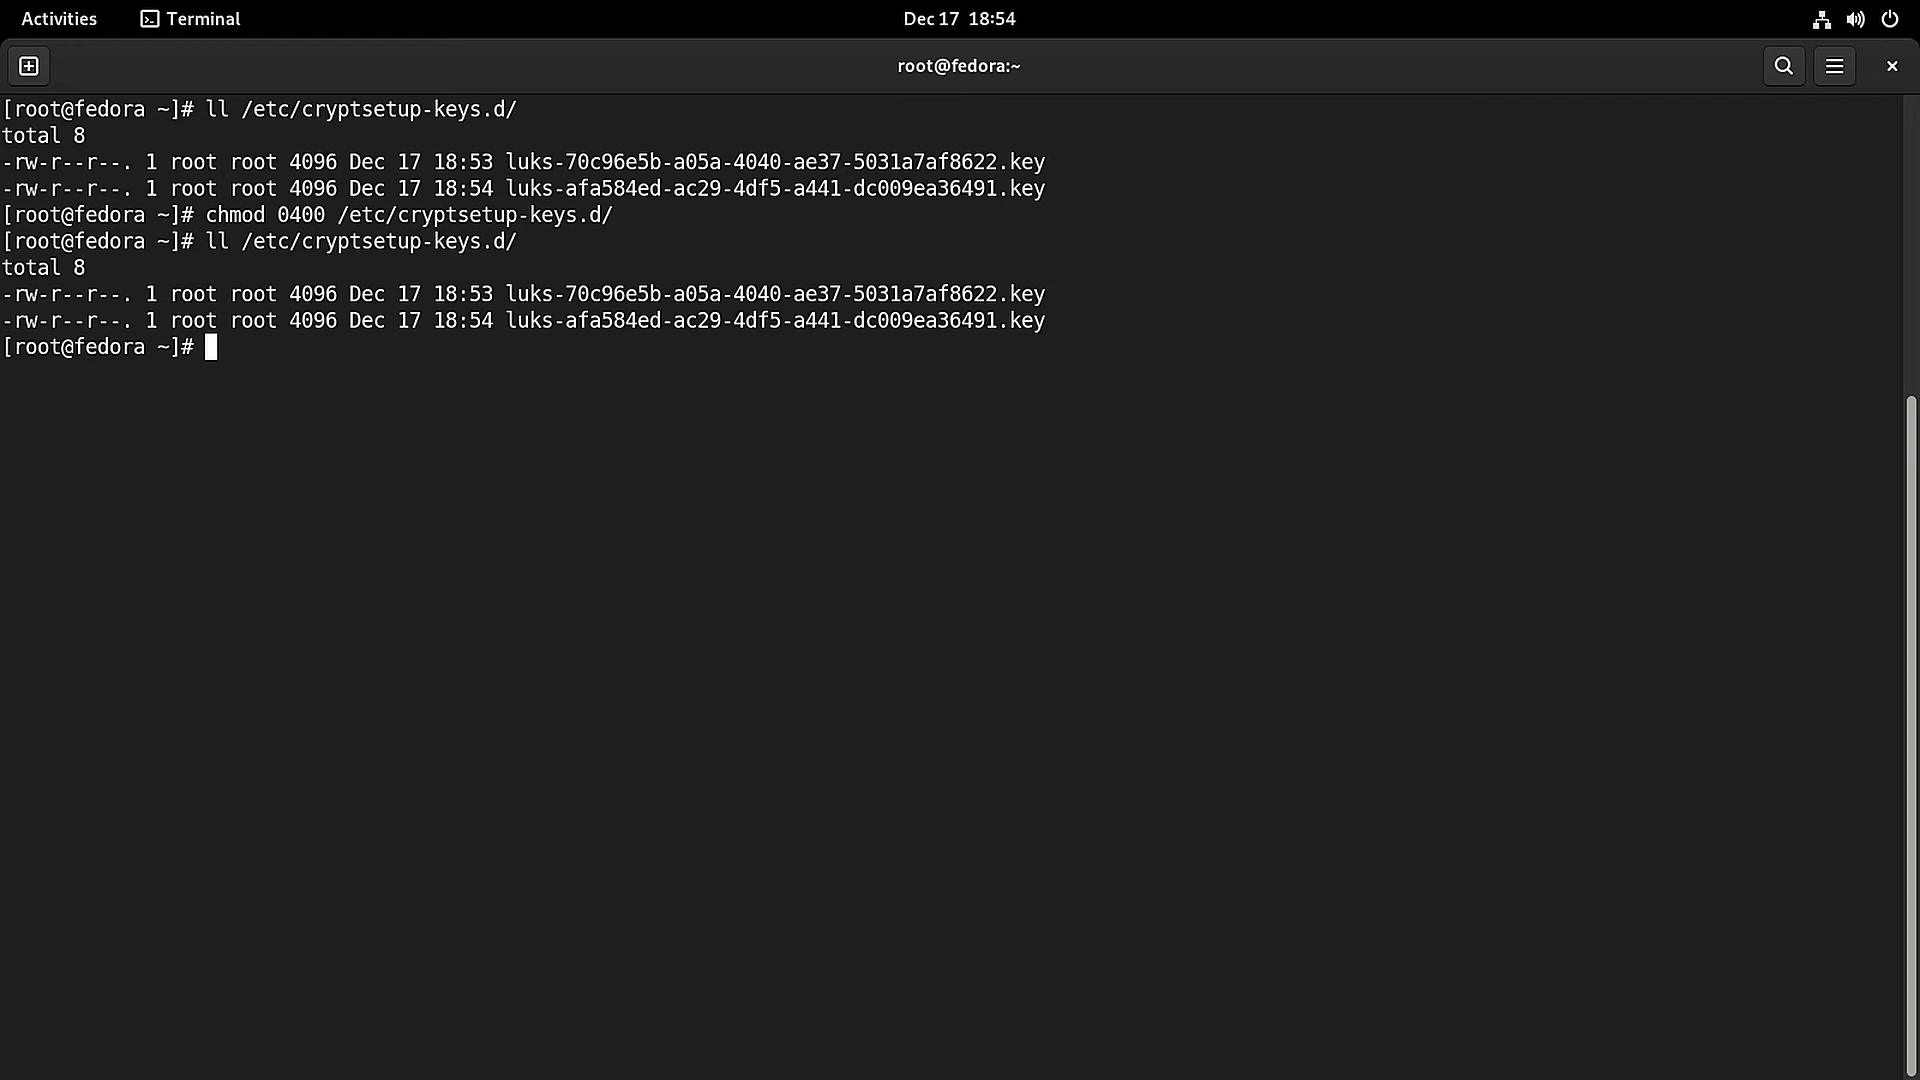 Activities Terminal Dec 17 18:54
root@fedora:~
[root@fedora ~]# ll /etc/cryptsetup-keys.d/
total 8
-rw-r--r--. 1 root root 4096 Dec 17 18:53 luks-70c96e5b-a05a-4040-ae37-5031a7af8622.key
-rw-r--r--. 1 root root 4096 Dec 17 18:54 luks-afa584ed-ac29-4df5-a441-dc009ea36491.key
[root@fedora ~]# chmod 0400 /etc/cryptsetup-keys.d/
[root@fedora ~]# ll /etc/cryptsetup-keys.d/
total 8
-rw-r--r--. 1 root root 4096 Dec 17 18:53 luks-70c96e5b-a05a-4040-ae37-5031a7af8622.key
-rw-r--r--. 1 root root 4096 Dec 17 18:54 luks-afa584ed-ac29-4df5-a441-dc009ea36491.key
[root@fedora ~]#